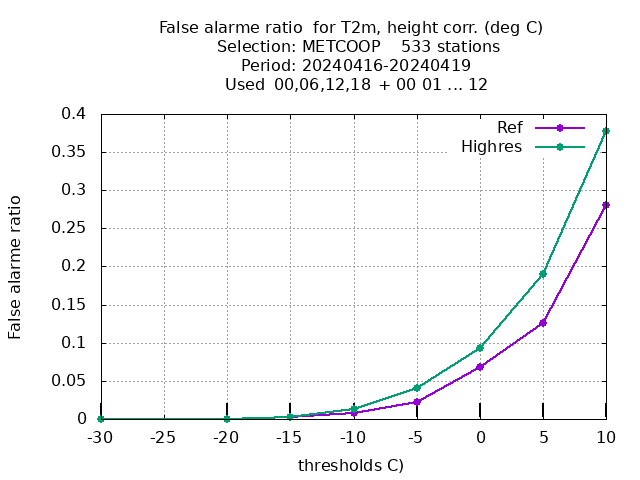 False alarme ratio  for T2m, height corr. (deg C)
Selection: METCOOP    533 stations
Period: 20240416-20240419
Used  00,06,12,18  + 00 01 ... 12
Ref
Highres
False alarme ratio
0.4
0.35
0.3
0.25
0.2
0.15
0.1
0.05
0
-30 -25 -20 -15 -10 -5 0 5 10
thresholds C)